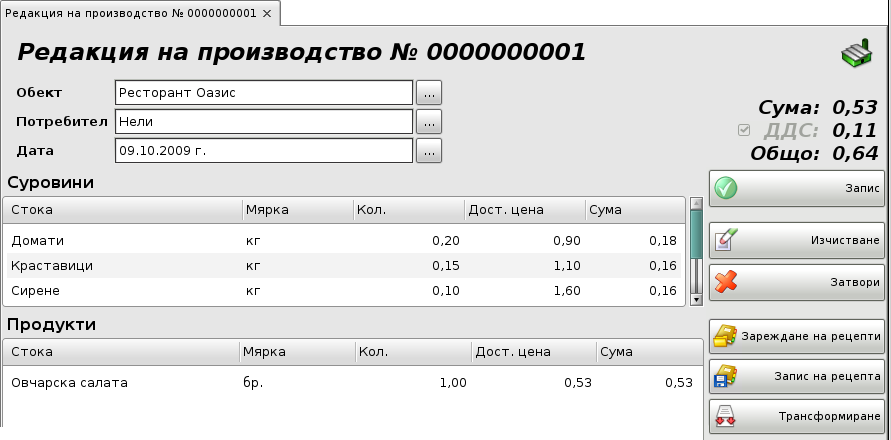 Редакция на производство № 0000000001 ×
Редакция на производство № 0000000001
Обект Ресторант Оазис ...
Потребител Нели ...
Дата 09.10.2009 г. ...
Сума: 0,53
ДДС: 0,11
Общо: 0,64
Суровини
Стока Мярка Кол. Дост. цена Сума
Домати кг 0,20 0,90 0,18
Краставици кг 0,15 1,10 0,16
Сирене кг 0,10 1,60 0,16
Продукти
Стока Мярка Кол. Дост. цена Сума
Овчарска салата бр. 1,00 0,53 0,53
Запис
Изчистване
Затвори
Зареждане на рецепти
Запис на рецепта
Трансформиране